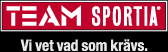 TEAM SPORTIA®
Vi vet vad som krävs.